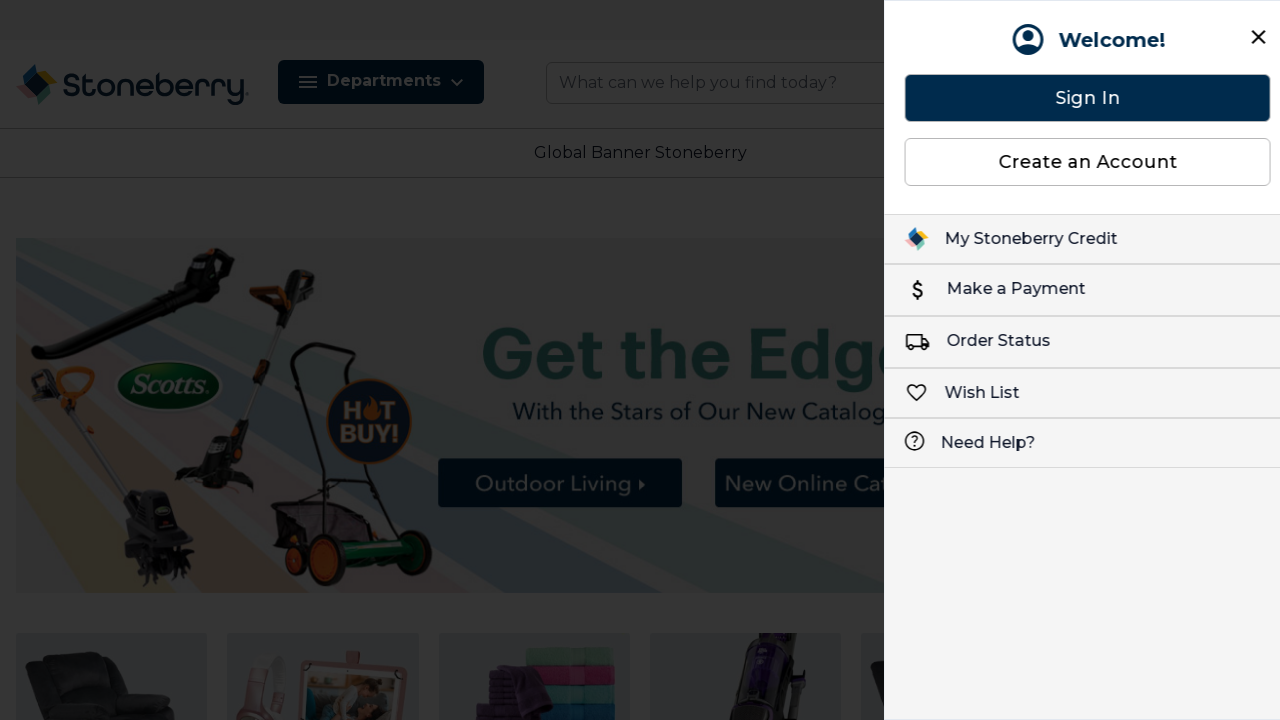 Stoneberry
Departments
What can we help you find today?
Global Banner Stoneberry
Scotts
HOT
BUY!
Get the Edge
With the Stars of Our New Catalog
Outdoor Living
New Online Cat
Welcome!
Sign In
Create an Account
My Stoneberry Credit
Make a Payment
Order Status
Wish List
Need Help?